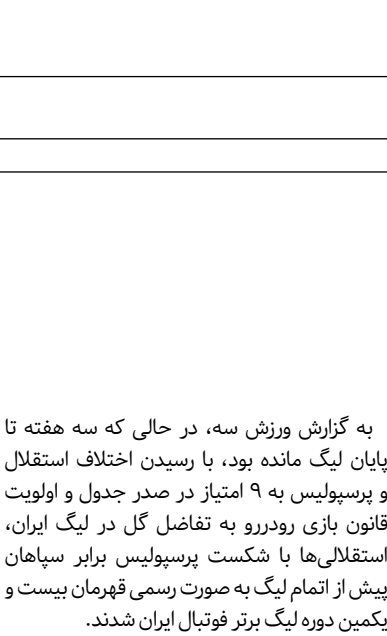 به گزارش ورزش سه، در حالی که سه هفته تا
پایان لیگ مانده بود، با رسیدن اختلاف استقلال
و پرسپولیس به ۹ امتیاز در صدر جدول و اولویت
قانون بازی رودررو به تفاضل گل در لیگ ایران،
استقلالی‌ها با شکست پرسپولیس برابر سپاهان
پیش از اتمام لیگ به صورت رسمی قهرمان بیست و
یکمین دوره لیگ برتر فوتبال ایران شدند.